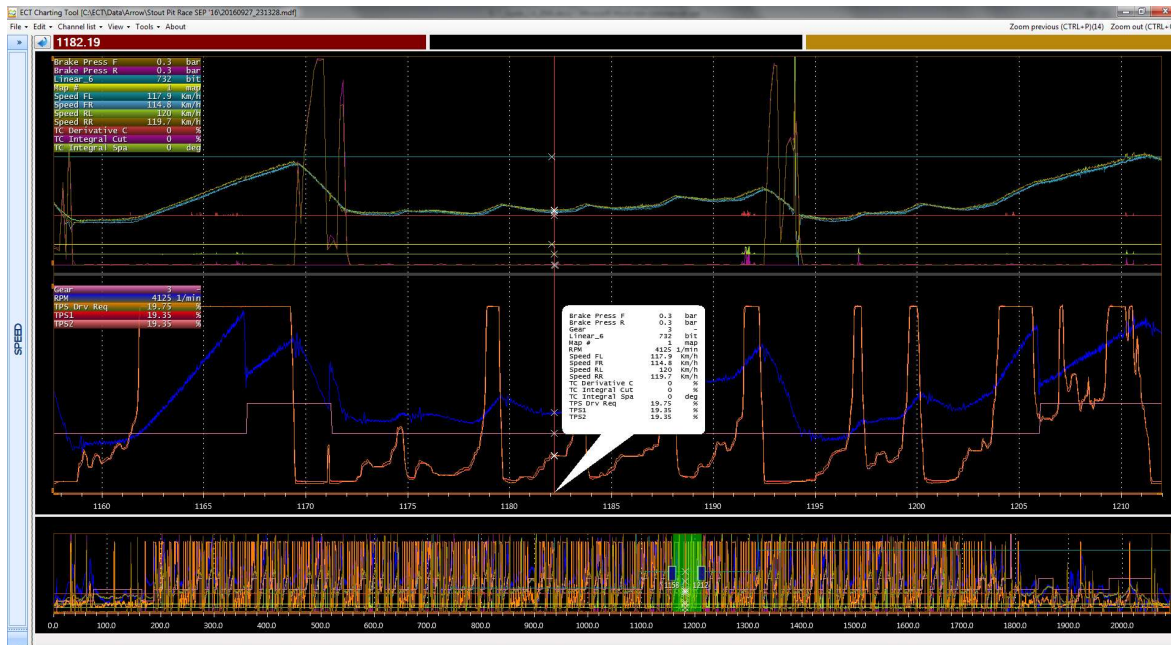 ECT Charting Tool [C:\ECT\Data\Arrow\Stout Pit Race SEP '16\20160927_231328.mdf]
File Edit Channel list View Tools About
Zoom previous (CTRL+P)(14) Zoom out (CTRL+
»
1182.19
SPEED
Brake Press F 0.3 bar
Brake Press R 0.3 bar
Linear_6 732 bit
Map # 1 map
Speed FL 117.9 Km/h
Speed FR 114.8 Km/h
Speed RL 120 Km/h
Speed RR 119.7 Km/h
TC Derivative C 0 %
TC Integral Cut 0 %
TC Integral Spa 0 deg
Gear 3 -
RPM 4125 1/min
TPS Drv Req 19.75 %
TPS1 19.35 %
TPS2 19.35 %
Brake Press F 0.3 bar
Brake Press R 0.3 bar
Gear 3 -
Linear_6 732 bit
Map # 1 map
RPM 4125 1/min
Speed FL 117.9 Km/h
Speed FR 114.8 Km/h
Speed RL 120 Km/h
Speed RR 119.7 Km/h
TC Derivative C 0 %
TC Integral Cut 0 %
TC Integral Spa 0 deg
TPS Drv Req 19.75 %
TPS1 19.35 %
TPS2 19.35 %
1160 1165 1170 1175 1180 1185 1190 1195 1200 1205 1210
1212
0.0 100.0 200.0 300.0 400.0 500.0 600.0 700.0 800.0 900.0 1000.0 1100.0 1200.0 1300.0 1400.0 1500.0 1600.0 1700.0 1800.0 1900.0 2000.0